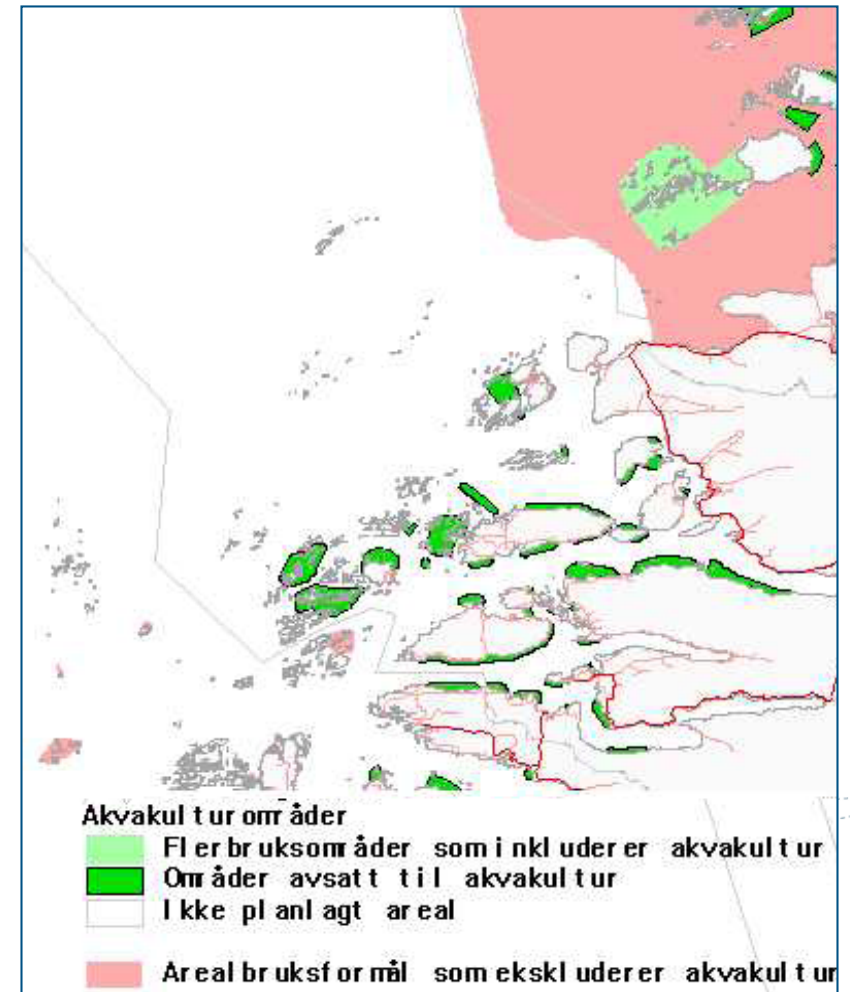 Akvakulturområder
Flerbruksområder som inkluderer akvakultur
Områder avsatt til akvakultur
Ikke planlagt areal
Arealbruksformål som ekskluderer akvakultur